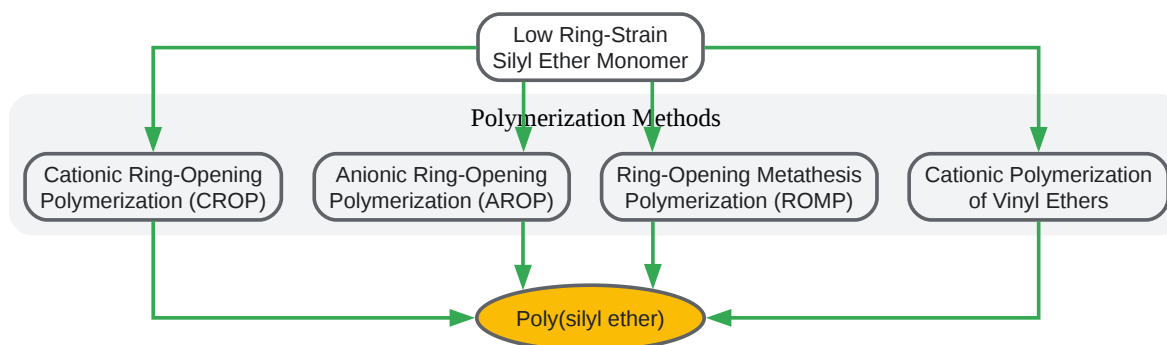 Low Ring-Strain
Silyl Ether Monomer
Polymerization Methods
Cationic Ring-Opening
Polymerization (CROP)
Anionic Ring-Opening
Polymerization (AROP)
Ring-Opening Metathesis
Polymerization (ROMP)
Cationic Polymerization
of Vinyl Ethers
Poly(silyl ether)